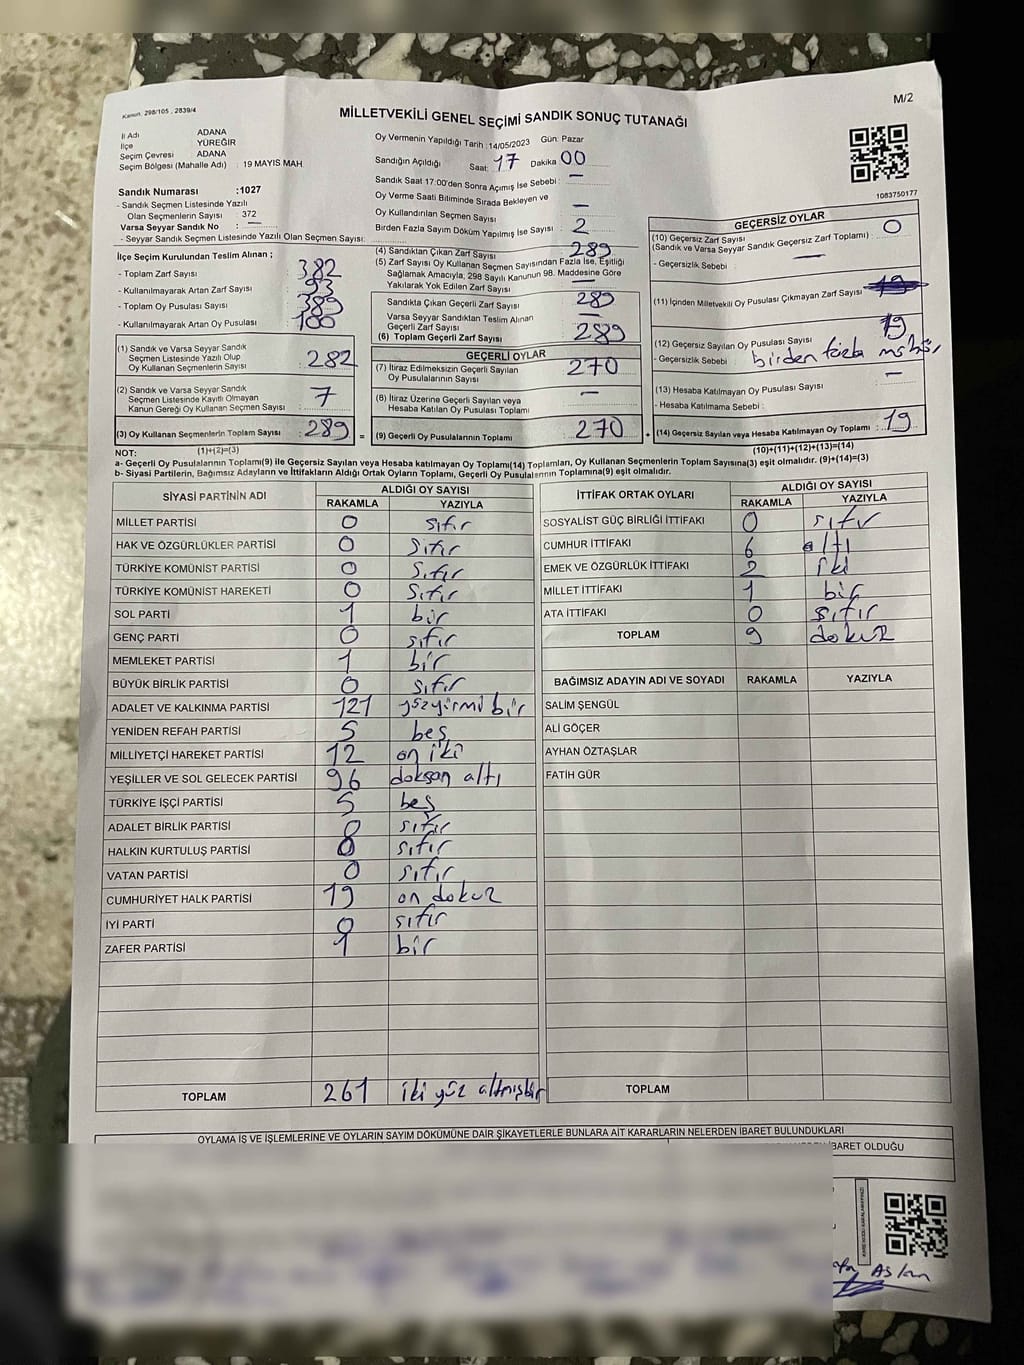 Kanun: 298/105 , 2839/4
M/2
MİLLETVEKİLİ GENEL SEÇİMİ SANDIK SONUÇ TUTANAĞI
1083750177
İl Adı ADANA
İlçe YÜREĞİR
Seçim Çevresi ADANA
Seçim Bölgesi (Mahalle Adı) : 19 MAYIS MAH.
Sandık Numarası :1027
- Sandık Seçmen Listesinde Yazılı
Olan Seçmenlerin Sayısı : 372
Varsa Seyyar Sandık No : —
- Seyyar Sandık Seçmen Listesinde Yazılı Olan Seçmen Sayısı:
Oy Vermenin Yapıldığı Tarih :14/05/2023 Gün: Pazar
Sandığın Açıldığı Saat: 17 Dakika 00
Sandık Saat 17:00'den Sonra Açımış İse Sebebi : —
Oy Verme Saati Bitiminde Sırada Bekleyen ve
Oy Kullandırılan Seçmen Sayısı : —
Birden Fazla Sayım Döküm Yapılmış İse Sayısı : 2
İlçe Seçim Kurulundan Teslim Alınan ;
- Toplam Zarf Sayısı : 382
- Kullanılmayarak Artan Zarf Sayısı : 93
- Toplam Oy Pusulası Sayısı : 389
- Kullanılmayarak Artan Oy Pusulası : 100
(1) Sandık ve Varsa Seyyar Sandık
Seçmen Listesinde Yazılı Olup
Oy Kullanan Seçmenlerin Sayısı : 282
(2) Sandık ve Varsa Seyyar Sandık
Seçmen Listesinde Kayıtlı Olmayan
Kanun Gereği Oy Kullanan Seçmen Sayısı : 7
(3) Oy Kullanan Seçmenlerin Toplam Sayısı : 289 =
(4) Sandıktan Çıkan Zarf Sayısı : 289
(5) Zarf Sayısı Oy Kullanan Seçmen Sayısından Fazla İse, Eşitliği
Sağlamak Amacıyla, 298 Sayılı Kanunun 98. Maddesine Göre
Yakılarak Yok Edilen Zarf Sayısı : —
Sandıkta Çıkan Geçerli Zarf Sayısı : 289
Varsa Seyyar Sandıktan Teslim Alınan
Geçerli Zarf Sayısı : —
(6) Toplam Geçerli Zarf Sayısı : 289
GEÇERLİ OYLAR
(7) İtiraz Edilmeksizin Geçerli Sayılan
Oy Pusulalarının Sayısı : 270
(8) İtiraz Üzerine Geçerli Sayılan veya
Hesaba Katılan Oy Pusulası Toplamı : —
(9) Geçerli Oy Pusulalarının Toplamı : 270 +
GEÇERSİZ OYLAR
(10) Geçersiz Zarf Sayısı : 0
(Sandık ve Varsa Seyyar Sandık Geçersiz Zarf Toplamı)
- Geçersizlik Sebebi : —
(11) İçinden Milletvekili Oy Pusulası Çıkmayan Zarf Sayısı :
(12) Geçersiz Sayılan Oy Pusulası Sayısı : 19
- Geçersizlik Sebebi : birden fazla mühür
(13) Hesaba Katılmayan Oy Pusulası Sayısı : —
- Hesaba Katılmama Sebebi :
(14) Geçersiz Sayılan veya Hesaba Katılmayan Oy Toplamı : 19
NOT: (1)+(2)=(3) (10)+(11)+(12)+(13)=(14)
a- Geçerli Oy Pusulalarının Toplamı(9) ile Geçersiz Sayılan veya Hesaba katılmayan Oy Toplamı(14) Toplamları, Oy Kullanan Seçmenlerin Toplam Sayısına(3) eşit olmalıdır. (9)+(14)=(3)
b- Siyasi Partilerin, Bağımsız Adayların ve İttifakların Aldığı Ortak Oyların Toplamı, Geçerli Oy Pusulalarının Toplamına(9) eşit olmalıdır.
SİYASİ PARTİNİN ADI ALDIĞI OY SAYISI
RAKAMLA YAZIYLA
MİLLET PARTİSİ 0 sıfır
HAK VE ÖZGÜRLÜKLER PARTİSİ 0 sıfır
TÜRKİYE KOMÜNİST PARTİSİ 0 sıfır
TÜRKİYE KOMÜNİST HAREKETİ 0 sıfır
SOL PARTİ 1 bir
GENÇ PARTİ 0 sıfır
MEMLEKET PARTİSİ 1 bir
BÜYÜK BİRLİK PARTİSİ 0 sıfır
ADALET VE KALKINMA PARTİSİ 121 yüzyirmi bir
YENİDEN REFAH PARTİSİ 5 beş
MİLLİYETÇİ HAREKET PARTİSİ 12 on iki
YEŞİLLER VE SOL GELECEK PARTİSİ 96 doksan altı
TÜRKİYE İŞÇİ PARTİSİ 5 beş
ADALET BİRLİK PARTİSİ 0 sıfır
HALKIN KURTULUŞ PARTİSİ 0 sıfır
VATAN PARTİSİ 0 sıfır
CUMHURİYET HALK PARTİSİ 19 on dokuz
İYİ PARTİ 0 sıfır
ZAFER PARTİSİ 1 bir
TOPLAM 261 iki yüz altmışbir
İTTİFAK ORTAK OYLARI ALDIĞI OY SAYISI
RAKAMLA YAZIYLA
SOSYALİST GÜÇ BİRLİĞİ İTTİFAKI 0 sıfır
CUMHUR İTTİFAKI 6 altı
EMEK VE ÖZGÜRLÜK İTTİFAKI 2 iki
MİLLET İTTİFAKI 1 bir
ATA İTTİFAKI 0 sıfır
TOPLAM 9 dokuz
BAĞIMSIZ ADAYIN ADI VE SOYADI RAKAMLA YAZIYLA
SALİM ŞENGÜL
ALİ GÖÇER
AYHAN ÖZTAŞLAR
FATİH GÜR
TOPLAM
OYLAMA İŞ VE İŞLEMLERİNE VE OYLARIN SAYIM DÖKÜMÜNE DAİR ŞİKAYETLERLE BUNLARA AİT KARARLARIN NELERDEN İBARET BULUNDUKLARI
İBARET OLDUĞU
Aslan